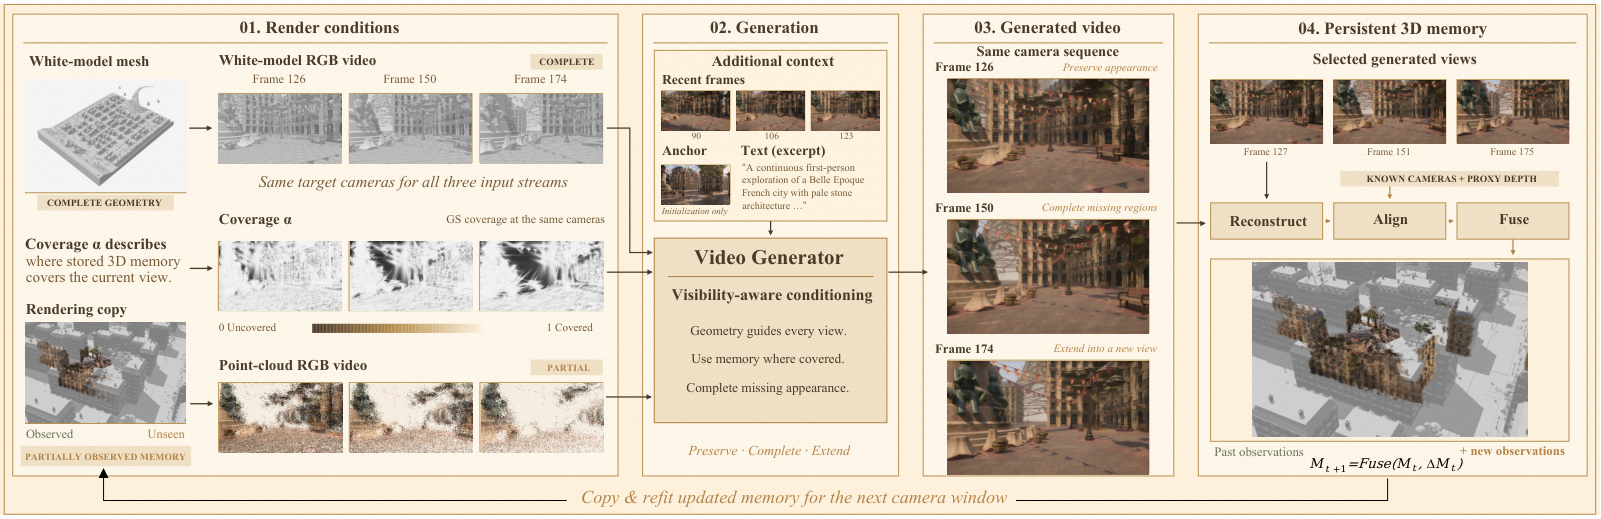 01. Render conditions
White-model mesh
COMPLETE GEOMETRY
Coverage α describes
where stored 3D memory
covers the current view.
Rendering copy
Observed
Unseen
PARTIALLY OBSERVED MEMORY
White-model RGB video
COMPLETE
Frame 126
Frame 150
Frame 174
Same target cameras for all three input streams
Coverage α
GS coverage at the same cameras
0 Uncovered
1 Covered
Point-cloud RGB video
PARTIAL
02. Generation
Additional context
Recent frames
90
106
123
Anchor
Initialization only
Text (excerpt)
"A continuous first-person
exploration of a Belle Epoque
French city with pale stone
architecture …"
Video Generator
Visibility-aware conditioning
Geometry guides every view.
Use memory where covered.
Complete missing appearance.
Preserve · Complete · Extend
03. Generated video
Same camera sequence
Frame 126
Preserve appearance
Frame 150
Complete missing regions
Frame 174
Extend into a new view
04. Persistent 3D memory
Selected generated views
Frame 127
Frame 151
Frame 175
KNOWN CAMERAS + PROXY DEPTH
Reconstruct
Align
Fuse
Past observations
+ new observations
M_{t+1}=Fuse(M_t, ΔM_t)
Copy & refit updated memory for the next camera window